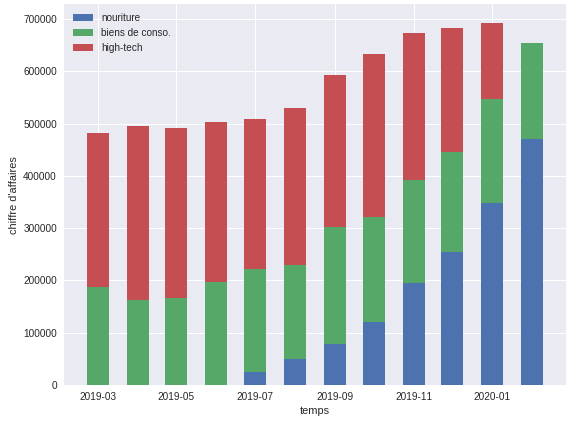 nouriture
biens de conso.
high-tech
700000
600000
500000
400000
300000
200000
100000
0
chiffre d'affaires
2019-03 2019-05 2019-07 2019-09 2019-11 2020-01
temps